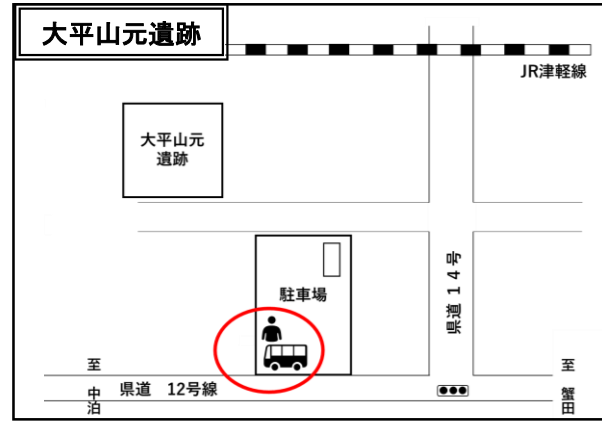 大平山元遺跡
JR津軽線
大平山元
遺跡
県道14号
駐車場
至中泊
県道 12号線
至蟹田